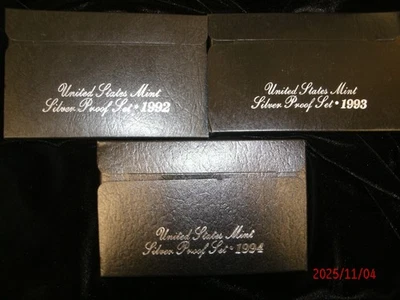 United States Mint
Silver Proof Set • 1992
United States Mint
Silver Proof Set • 1993
United States Mint
Silver Proof Set • 1994
2025/11/04